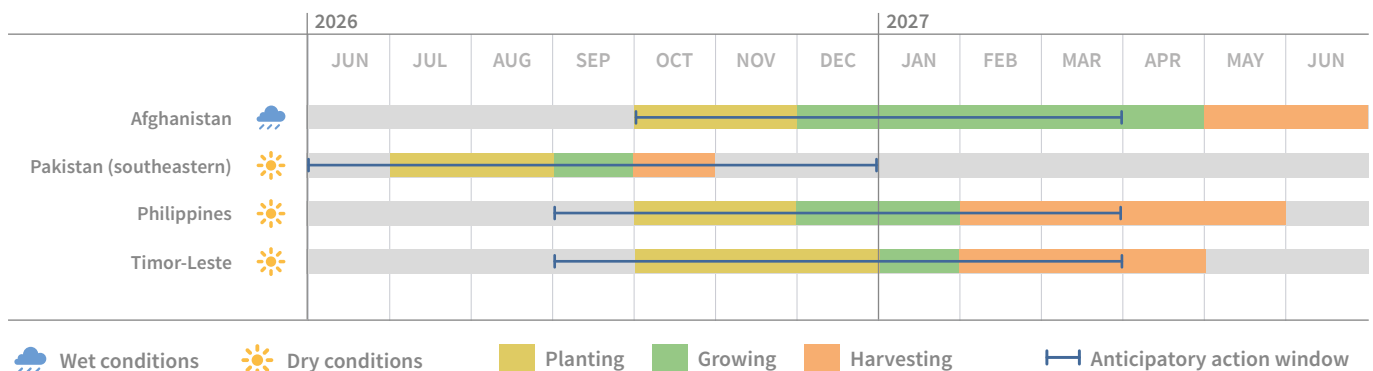 2026 2027
JUN JUL AUG SEP OCT NOV DEC JAN FEB MAR APR MAY JUN
Afghanistan
Pakistan (southeastern)
Philippines
Timor-Leste
Wet conditions Dry conditions Planting Growing Harvesting Anticipatory action window